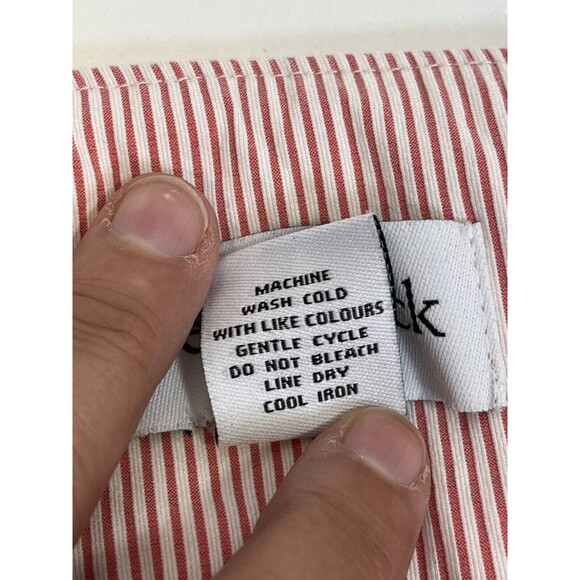 MACHINE
WASH COLD
WITH LIKE COLOURS
GENTLE CYCLE
DO NOT BLEACH
LINE DRY
COOL IRON